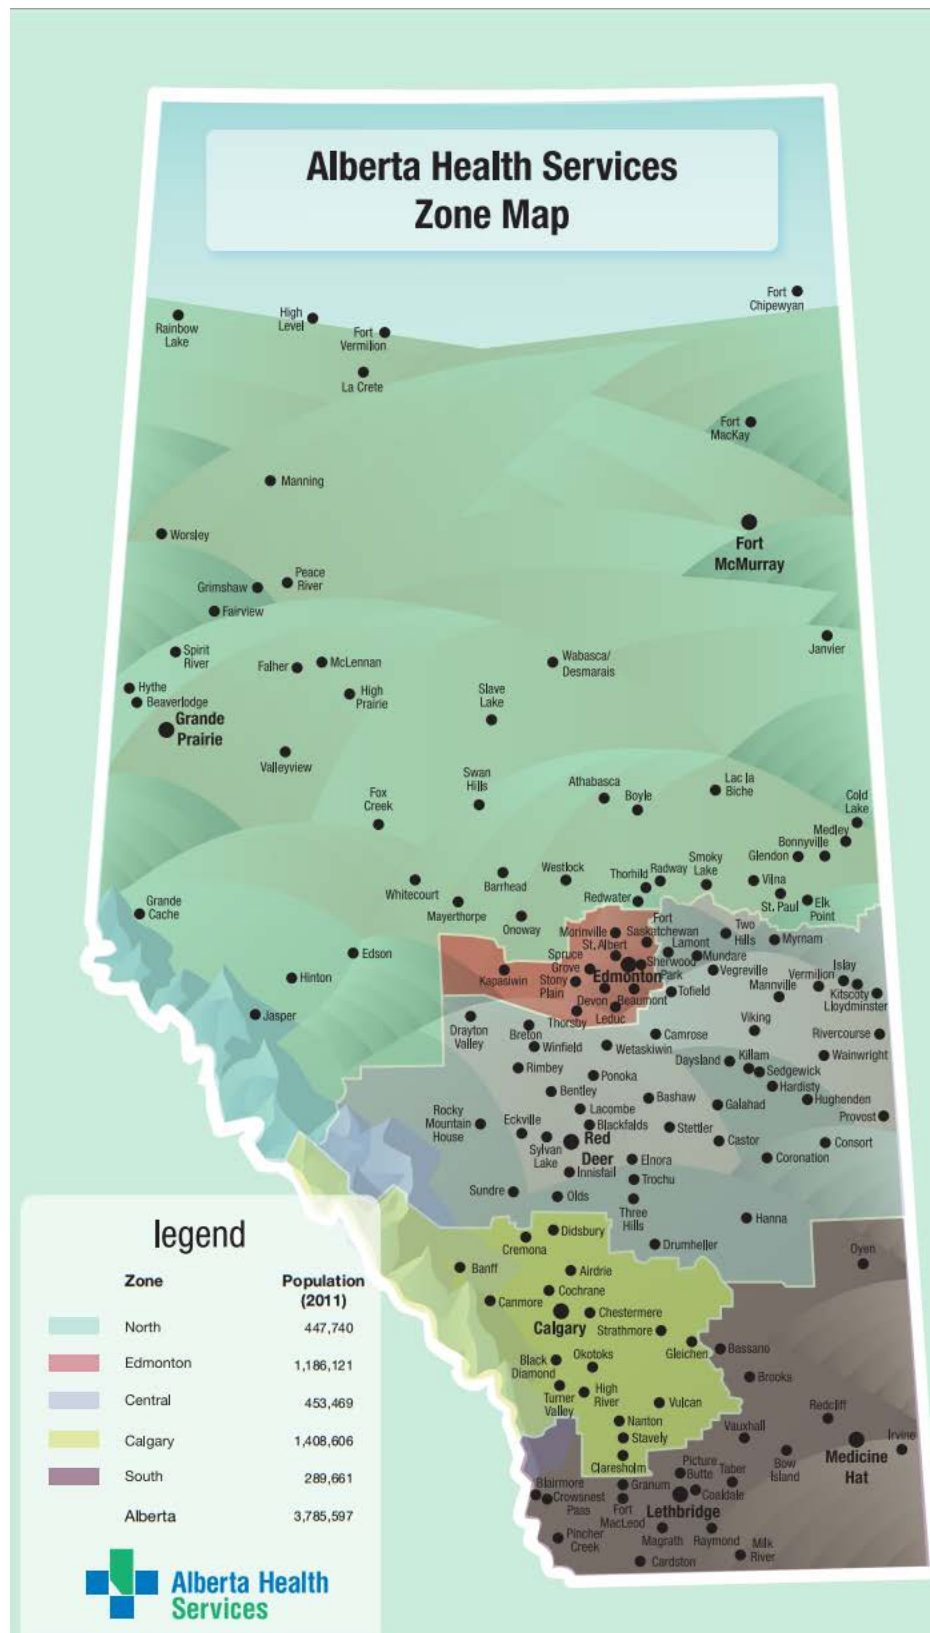 Alberta Health Services
Zone Map
Fort
Chipewyan
Rainbow
Lake
High
Level
Fort
Vermilion
La Crete
Fort
MacKay
Manning
Worsley
Fort
McMurray
Peace
River
Grimshaw
Fairview
Janvier
Spirit
River
Falher
McLennan
Wabasca/
Desmarais
Hythe
Beaverlodge
High
Prairie
Slave
Lake
Grande
Prairie
Valleyview
Swan
Hills
Athabasca
Boyle
Lac la
Biche
Fox
Creek
Cold
Lake
Medley
Bonnyville
Glendon
Whitecourt
Barrhead
Westlock
Thorhild
Radway
Smoky
Lake
Vilna
St. Paul
Elk
Point
Redwater
Mayerthorpe
Onoway
Grande
Cache
Edson
Hinton
Jasper
Morinville
Fort
Saskatchewan
St. Albert
Lamont
Two
Hills
Myrnam
Mundare
Spruce
Grove
Edmonton
Sherwood
Park
Vegreville
Kapasiwin
Stony
Plain
Devon
Beaumont
Tofield
Mannville
Vermilion
Islay
Kitscoty
Lloydminster
Thorsby
Leduc
Drayton
Valley
Breton
Winfield
Wetaskiwin
Camrose
Viking
Rivercourse
Daysland
Killam
Sedgewick
Wainwright
Rimbey
Ponoka
Hardisty
Bentley
Bashaw
Galahad
Hughenden
Provost
Lacombe
Blackfalds
Rocky
Mountain
House
Eckville
Sylvan
Lake
Red
Deer
Stettler
Castor
Consort
Coronation
Elnora
Innisfail
Trochu
Sundre
Olds
Three
Hills
Hanna
Didsbury
Cremona
Drumheller
Oyen
Banff
Airdrie
Cochrane
Canmore
Calgary
Chestermere
Strathmore
Gleichen
Bassano
Black
Diamond
Okotoks
Brooks
Turner
Valley
High
River
Vulcan
Redcliff
Nanton
Vauxhall
Stavely
Medicine
Hat
Irvine
Claresholm
Picture
Butte
Taber
Bow
Island
Blairmore
Crowsnest
Pass
Granum
Coaldale
Fort
MacLeod
Lethbridge
Pincher
Creek
Magrath
Raymond
Milk
River
Cardston
legend
Zone Population
(2011)
North 447,740
Edmonton 1,186,121
Central 453,469
Calgary 1,408,606
South 289,661
Alberta 3,785,597
Alberta Health
Services